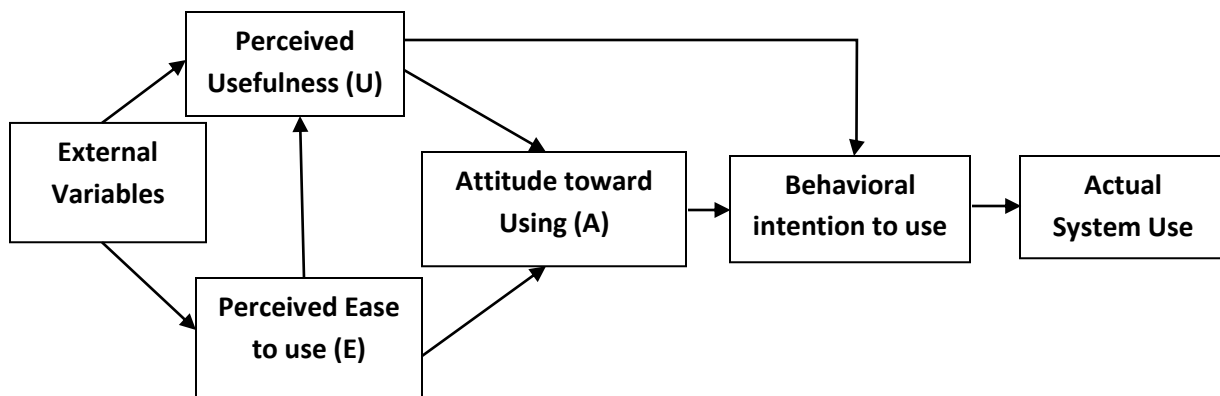 Perceived
Usefulness (U)
External
Variables
Perceived Ease
to use (E)
Attitude toward
Using (A)
Behavioral
intention to use
Actual
System Use